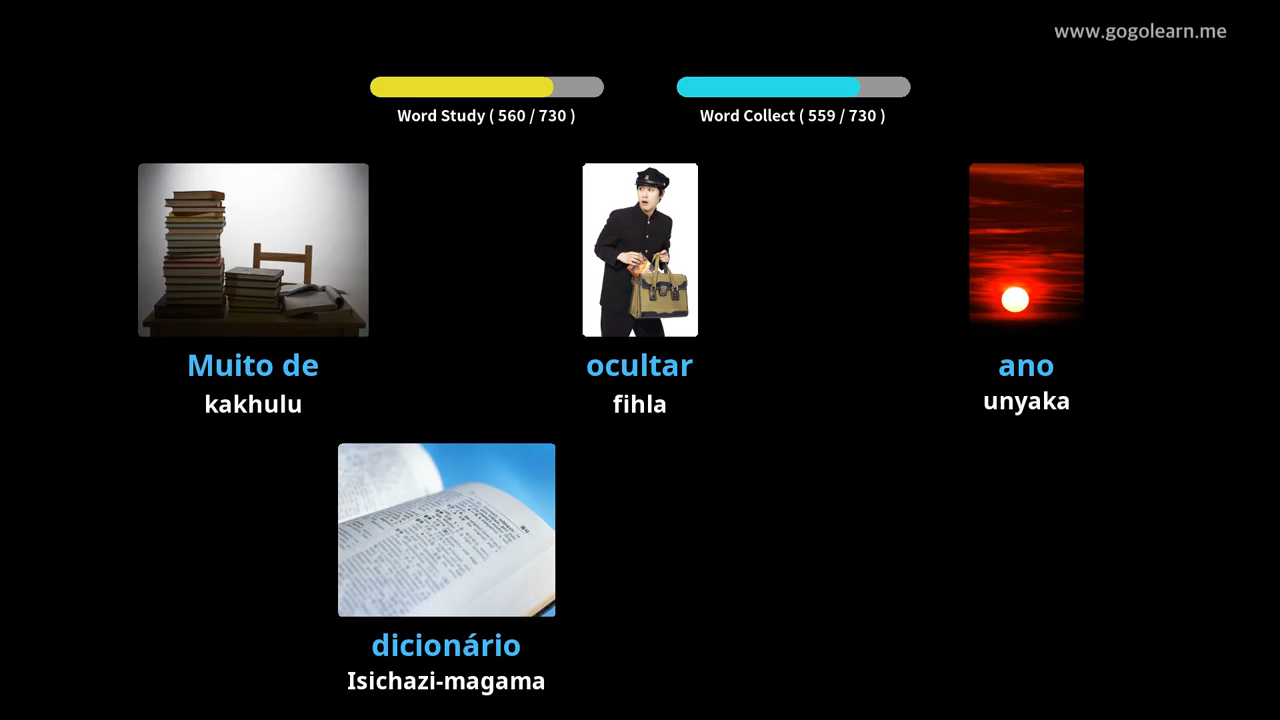 www.gogolearn.me
Word Study ( 560 / 730 )
Word Collect ( 559 / 730 )
Muito de
kakhulu
ocultar
fihla
ano
unyaka
dicionário
Isichazi-magama